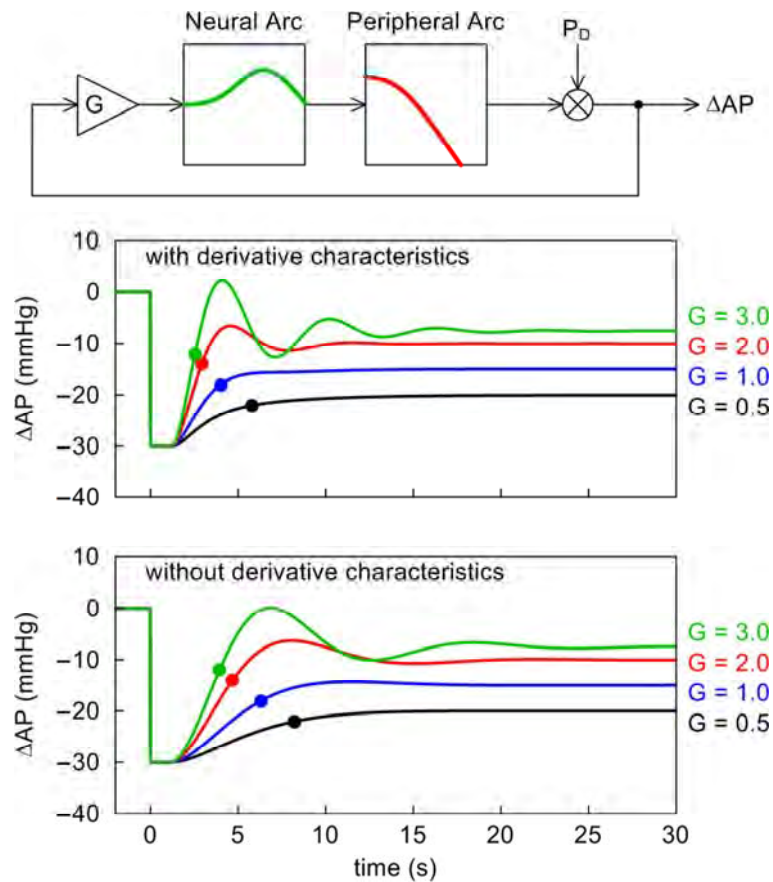 Neural Arc Peripheral Arc
P_D
G
ΔAP
10
with derivative characteristics
0
G = 3.0
−10
G = 2.0
ΔAP (mmHg)
G = 1.0
−20
G = 0.5
−30
−40
10
without derivative characteristics
0
G = 3.0
−10
G = 2.0
ΔAP (mmHg)
G = 1.0
−20
G = 0.5
−30
−40
0 5 10 15 20 25 30
time (s)